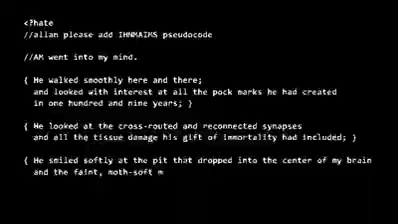 <?hate
//allan please add IHNMAIMS pseudocode
//AM went into my mind.
{ He walked smoothly here and there;
and looked with interest at all the pock marks he had created
in one hundred and nine years; }
{ He looked at the cross-routed and reconnected synapses
and all the tissue damage his gift of immortality had included; }
{ He smiled softly at the pit that dropped into the center of my brain
and the faint, moth-soft m